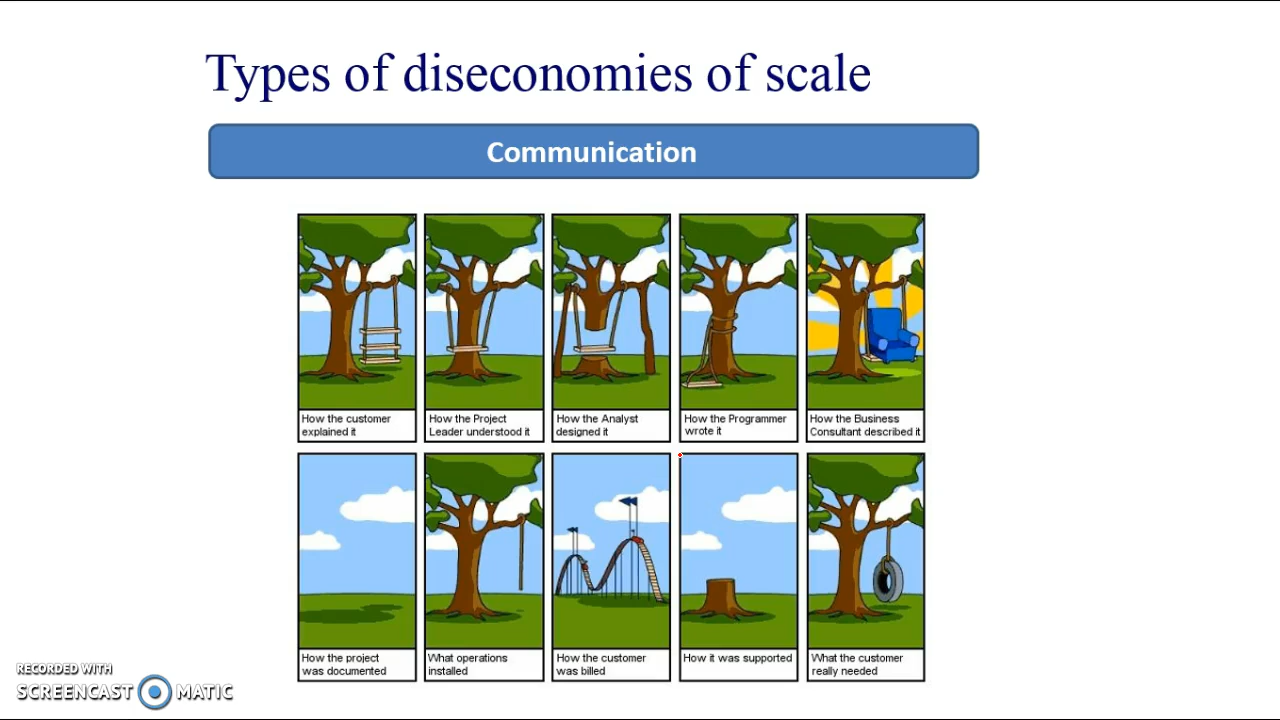 Types of diseconomies of scale
Communication
How the customer
explained it
How the Project
Leader understood it
How the Analyst
designed it
How the Programmer
wrote it
How the Business
Consultant described it
How the project
was documented
What operations
installed
How the customer
was billed
How it was supported
What the customer
really needed
RECORDED WITH
SCREENCAST MATIC